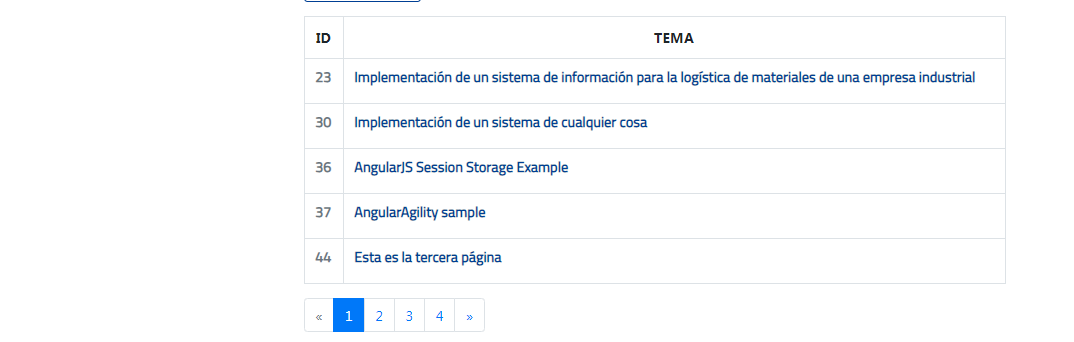 ID TEMA
23 Implementación de un sistema de información para la logística de materiales de una empresa industrial
30 Implementación de un sistema de cualquier cosa
36 AngularJS Session Storage Example
37 AngularAgility sample
44 Esta es la tercera página
« 1 2 3 4 »